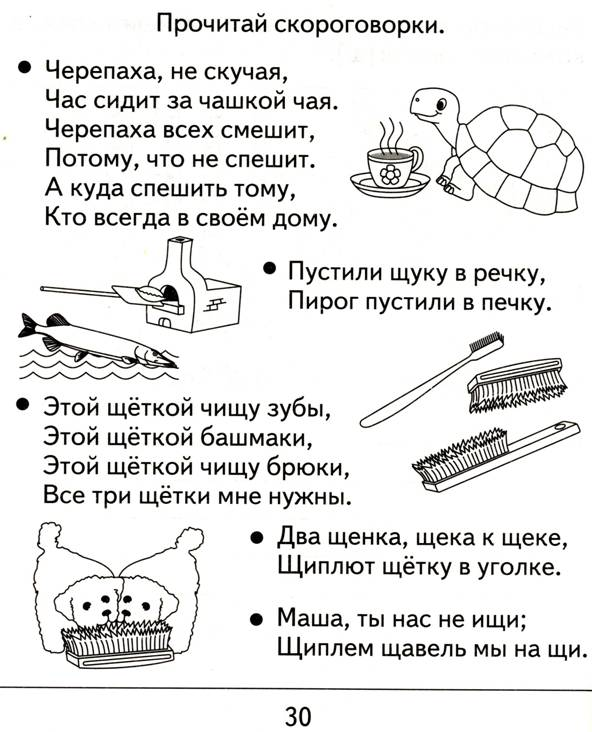 Прочитай скороговорки.
● Черепаха, не скучая,
Час сидит за чашкой чая.
Черепаха всех смешит,
Потому, что не спешит.
А куда спешить тому,
Кто всегда в своём дому.
● Пустили щуку в речку,
Пирог пустили в печку.
● Этой щёткой чищу зубы,
Этой щёткой башмаки,
Этой щёткой чищу брюки,
Все три щётки мне нужны.
● Два щенка, щека к щеке,
Щиплют щётку в уголке.
● Маша, ты нас не ищи;
Щиплем щавель мы на щи.
30